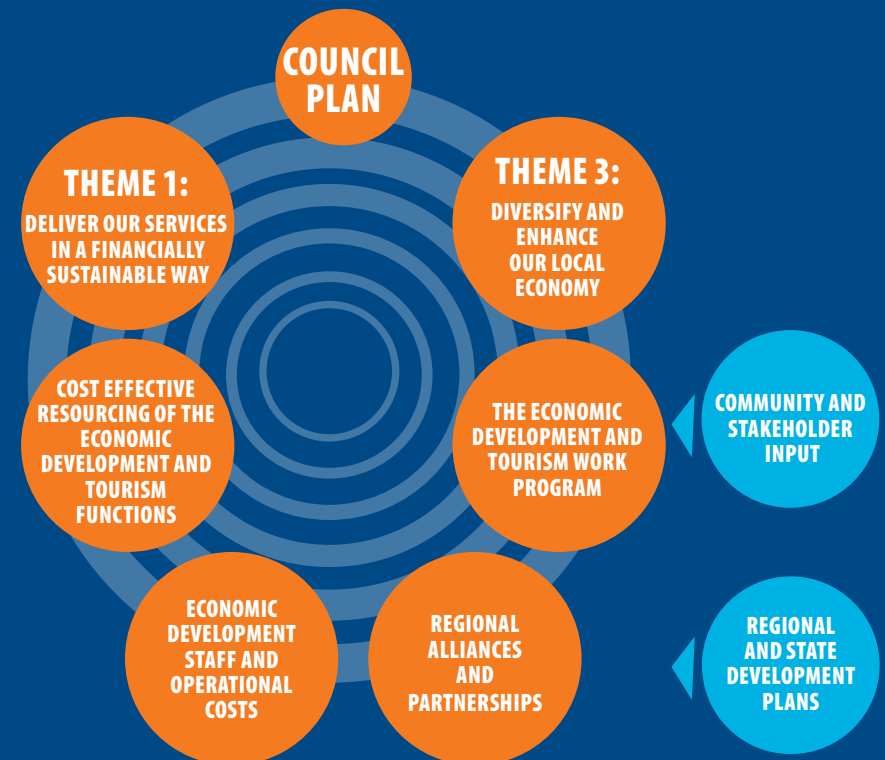 COUNCIL
PLAN
THEME 1:
DELIVER OUR SERVICES
IN A FINANCIALLY
SUSTAINABLE WAY
THEME 3:
DIVERSIFY AND
ENHANCE
OUR LOCAL
ECONOMY
COST EFFECTIVE
RESOURCING OF THE
ECONOMIC
DEVELOPMENT AND
TOURISM
FUNCTIONS
THE ECONOMIC
DEVELOPMENT AND
TOURISM WORK
PROGRAM
COMMUNITY AND
STAKEHOLDER
INPUT
ECONOMIC
DEVELOPMENT
STAFF AND
OPERATIONAL
COSTS
REGIONAL
ALLIANCES
AND
PARTNERSHIPS
REGIONAL
AND STATE
DEVELOPMENT
PLANS